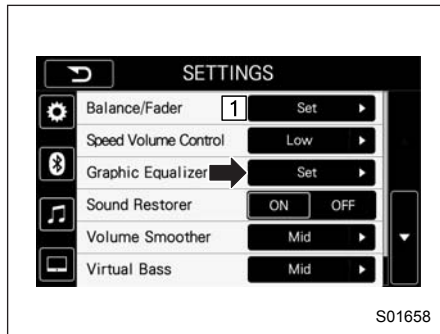 SETTINGS
Balance/Fader 1 Set
Speed Volume Control Low
Graphic Equalizer Set
Sound Restorer ON OFF
Volume Smoother Mid
Virtual Bass Mid
S01658